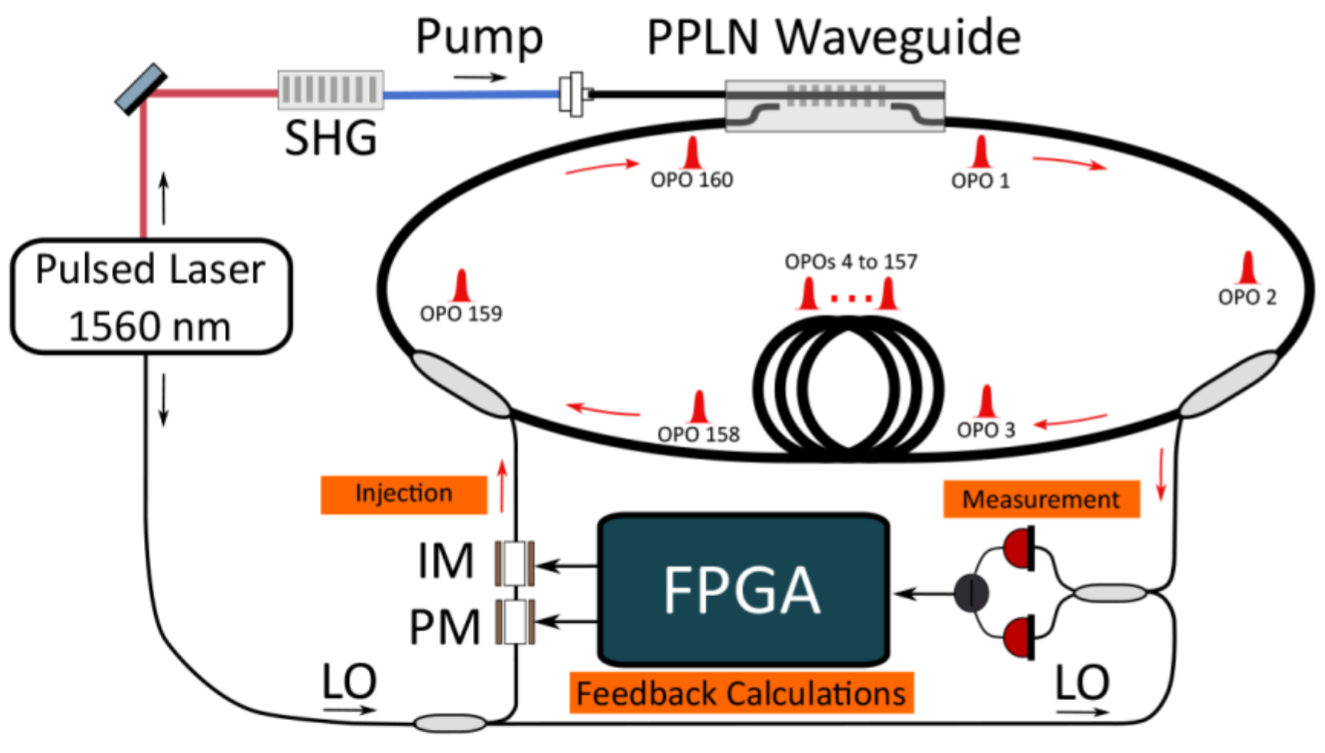 Pump
PPLN Waveguide
SHG
OPO 160
OPO 1
Pulsed Laser
1560 nm
OPOs 4 to 157
OPO 159
OPO 2
OPO 158
OPO 3
Injection
Measurement
IM
FPGA
PM
LO
Feedback Calculations
LO